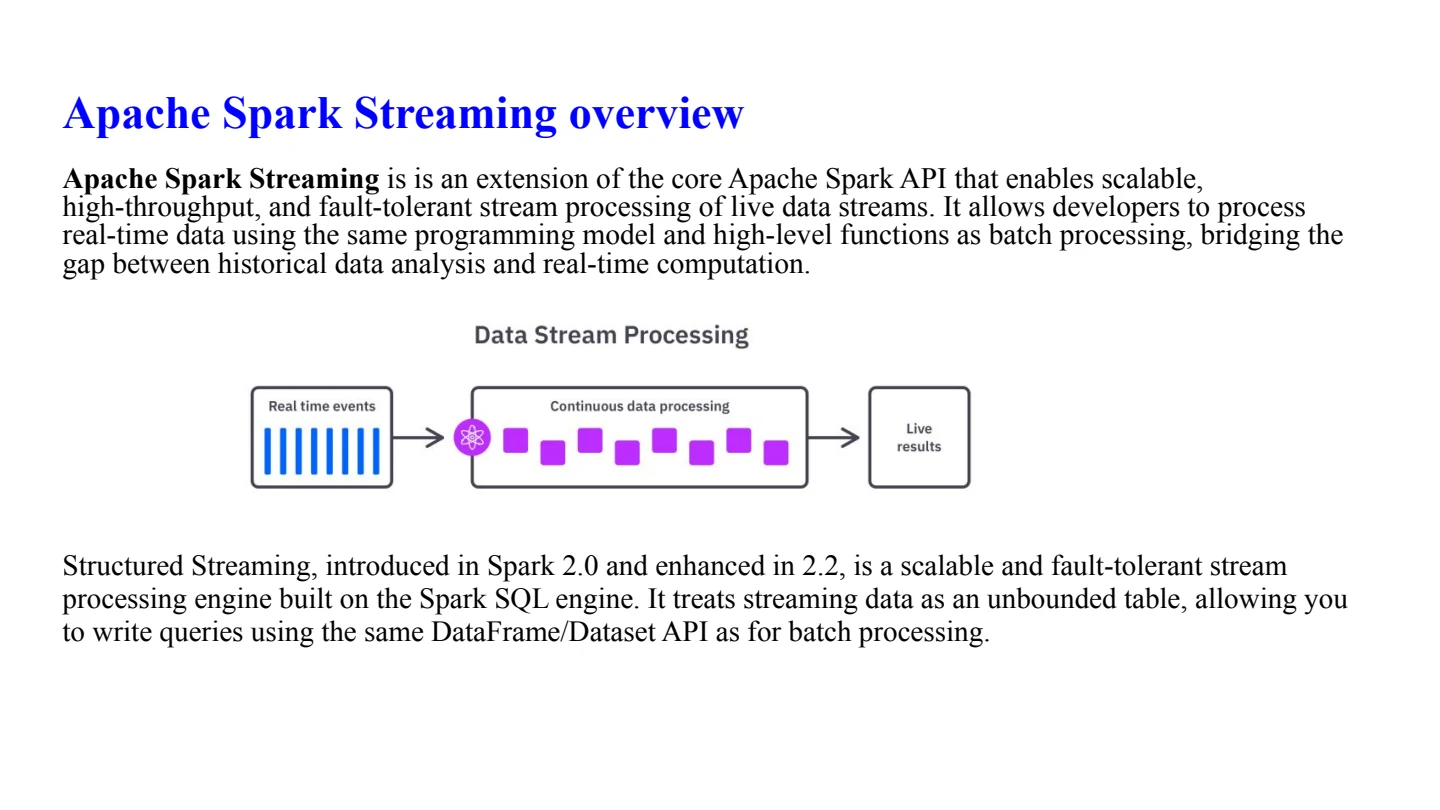 Apache Spark Streaming overview
Apache Spark Streaming is is an extension of the core Apache Spark API that enables scalable,
high-throughput, and fault-tolerant stream processing of live data streams. It allows developers to process
real-time data using the same programming model and high-level functions as batch processing, bridging the
gap between historical data analysis and real-time computation.
Data Stream Processing
Real time events
Continuous data processing
Live
results
Structured Streaming, introduced in Spark 2.0 and enhanced in 2.2, is a scalable and fault-tolerant stream
processing engine built on the Spark SQL engine. It treats streaming data as an unbounded table, allowing you
to write queries using the same DataFrame/Dataset API as for batch processing.